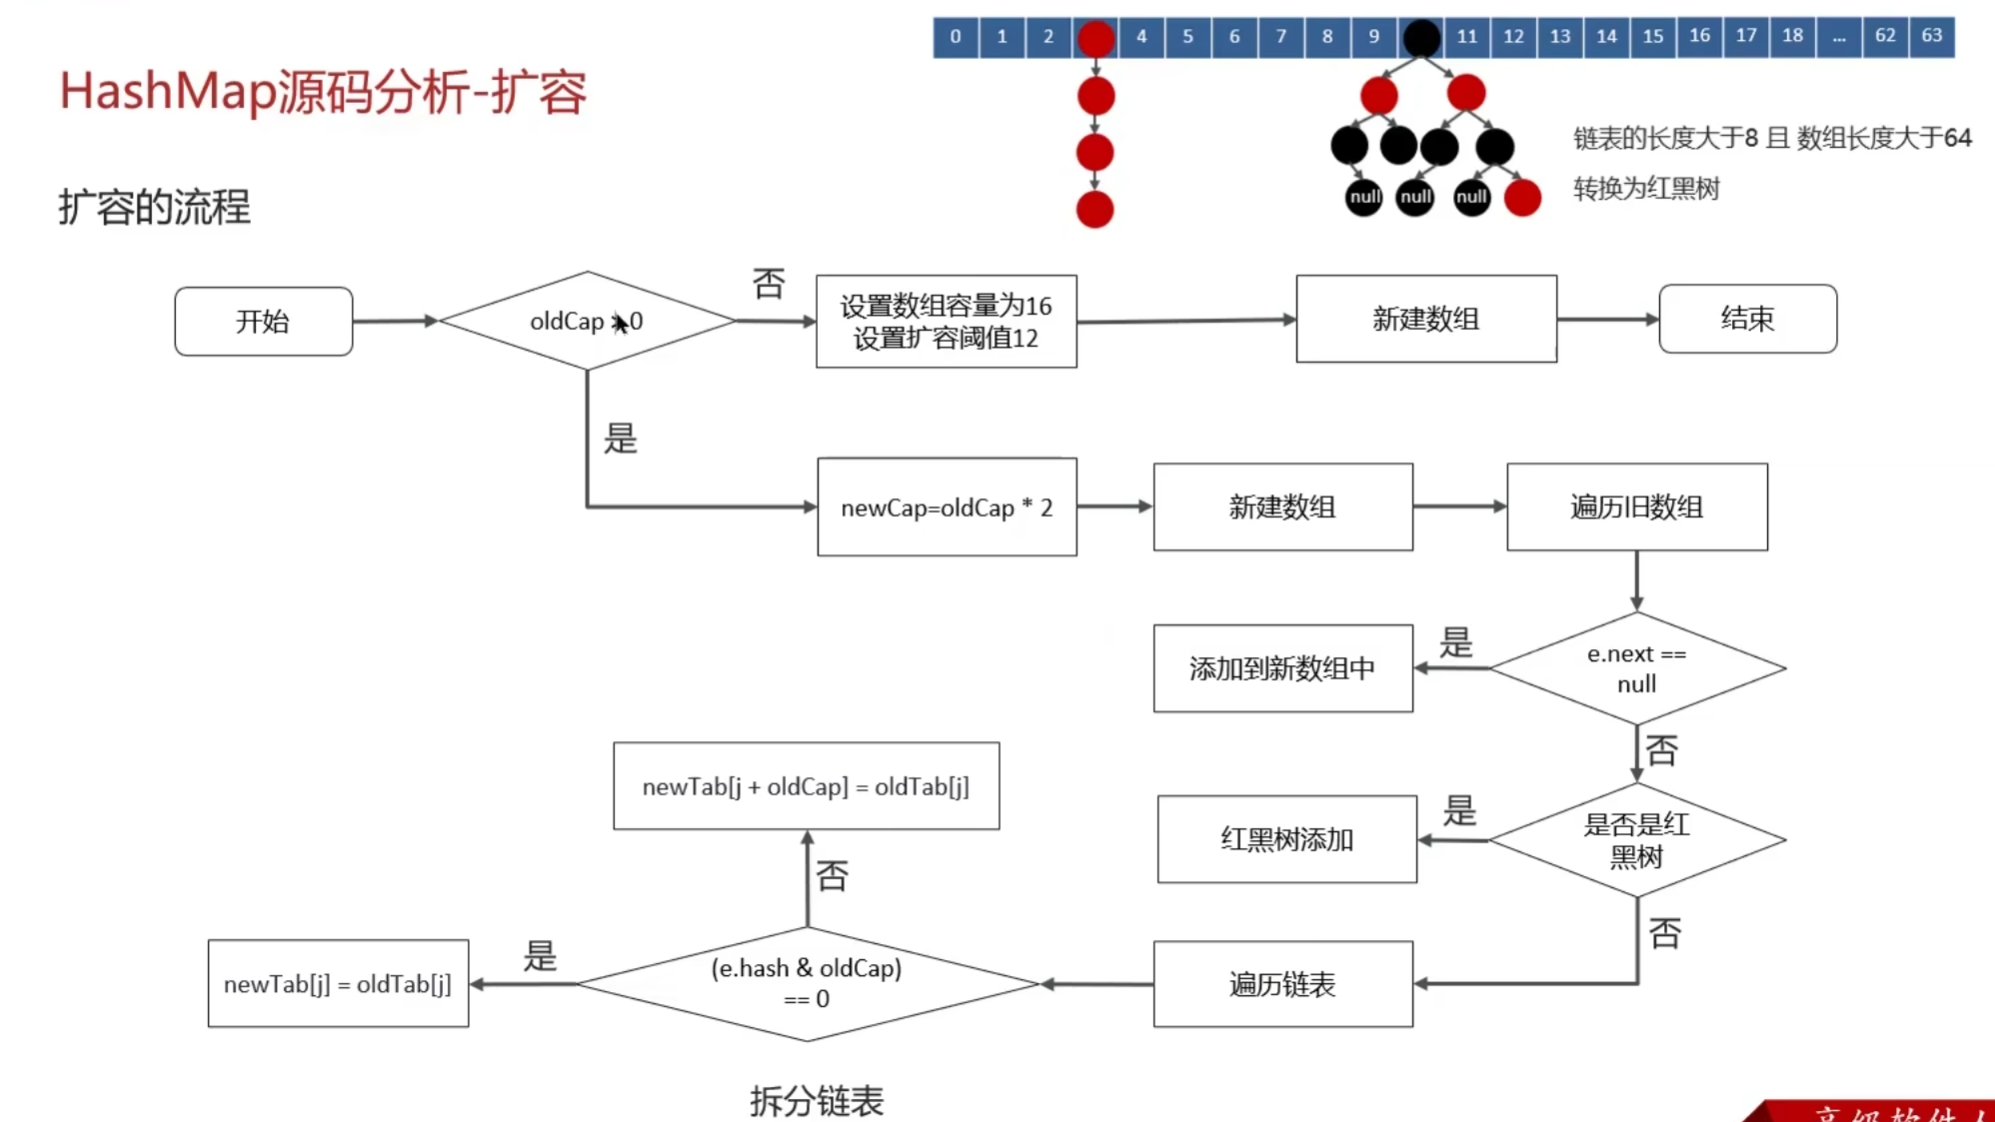 0 1 2 4 5 6 7 8 9 11 12 13 14 15 16 17 18 ... 62 63
HashMap源码分析-扩容
链表的长度大于8 且 数组长度大于64
转换为红黑树
null null null
扩容的流程
开始
oldCap > 0
否
设置数组容量为16
设置扩容阈值12
新建数组
结束
是
newCap=oldCap * 2
新建数组
遍历旧数组
e.next ==
null
是
添加到新数组中
否
是否是红
黑树
是
红黑树添加
否
遍历链表
(e.hash & oldCap)
== 0
否
newTab[j + oldCap] = oldTab[j]
是
newTab[j] = oldTab[j]
拆分链表
高级软件人